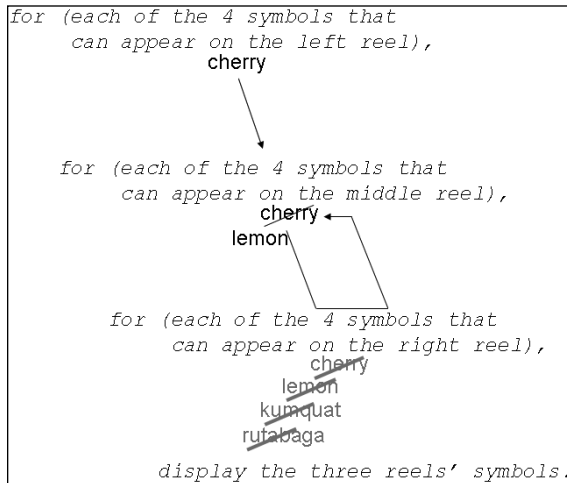 for (each of the 4 symbols that
can appear on the left reel),
cherry
for (each of the 4 symbols that
can appear on the middle reel),
cherry
lemon
for (each of the 4 symbols that
can appear on the right reel),
cherry
lemon
kumquat
rutabaga
display the three reels' symbols.